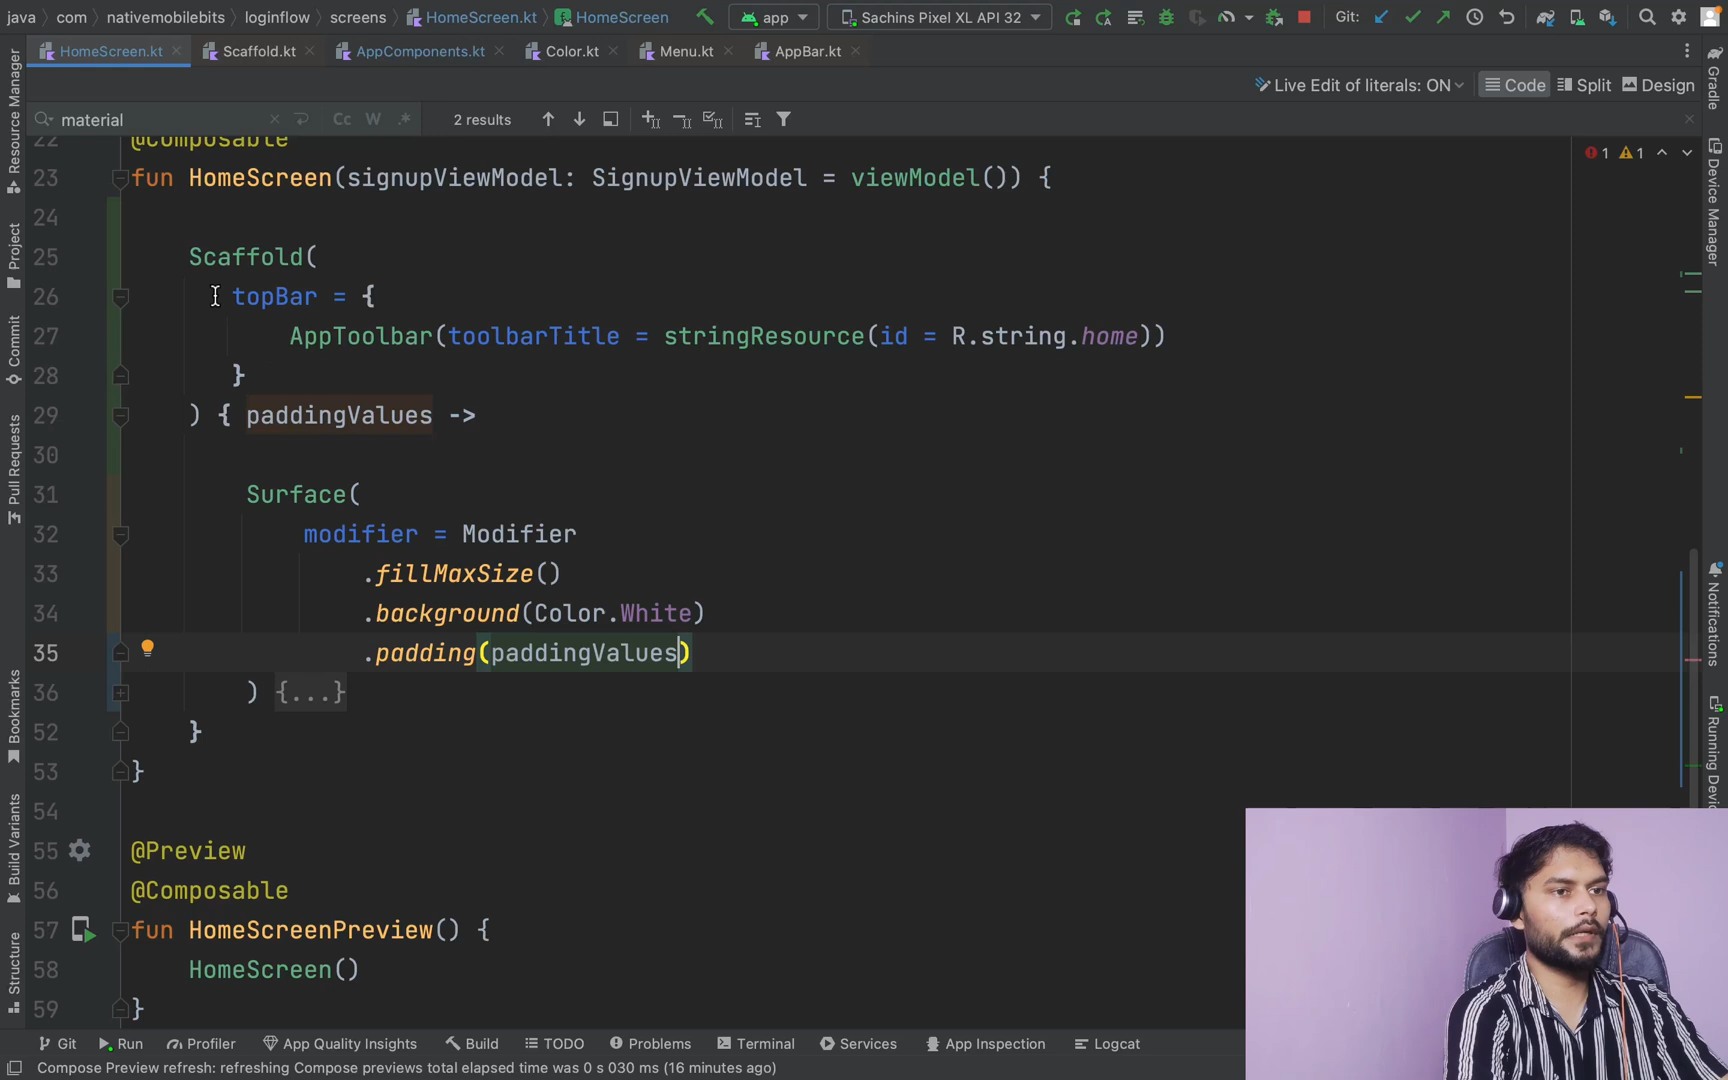 java com nativemobilebits loginflow screens HomeScreen.kt HomeScreen app Sachins Pixel XL API 32 Git:
HomeScreen.kt Scaffold.kt AppComponents.kt Color.kt Menu.kt AppBar.kt
Live Edit of literals: ON Code Split Design
material Cc W .* 2 results
22 @Composable
1 1
23 fun HomeScreen(signupViewModel: SignupViewModel = viewModel()) {
24
25 Scaffold(
26 topBar = {
27 AppToolbar(toolbarTitle = stringResource(id = R.string.home))
28 }
29 ) { paddingValues ->
30
31 Surface(
32 modifier = Modifier
33 .fillMaxSize()
34 .background(Color.White)
35 .padding(paddingValues)
36 ) {...}
52 }
53 }
54
55 @Preview
56 @Composable
57 fun HomeScreenPreview() {
58 HomeScreen()
59 }
Resource Manager
Project
Commit
Pull Requests
Bookmarks
Build Variants
Structure
Gradle
Device Manager
Notifications
Git Run Profiler App Quality Insights Build TODO Problems Terminal Services App Inspection Logcat
Compose Preview refresh: refreshing Compose previews total elapsed time was 0 s 030 ms (16 minutes ago)